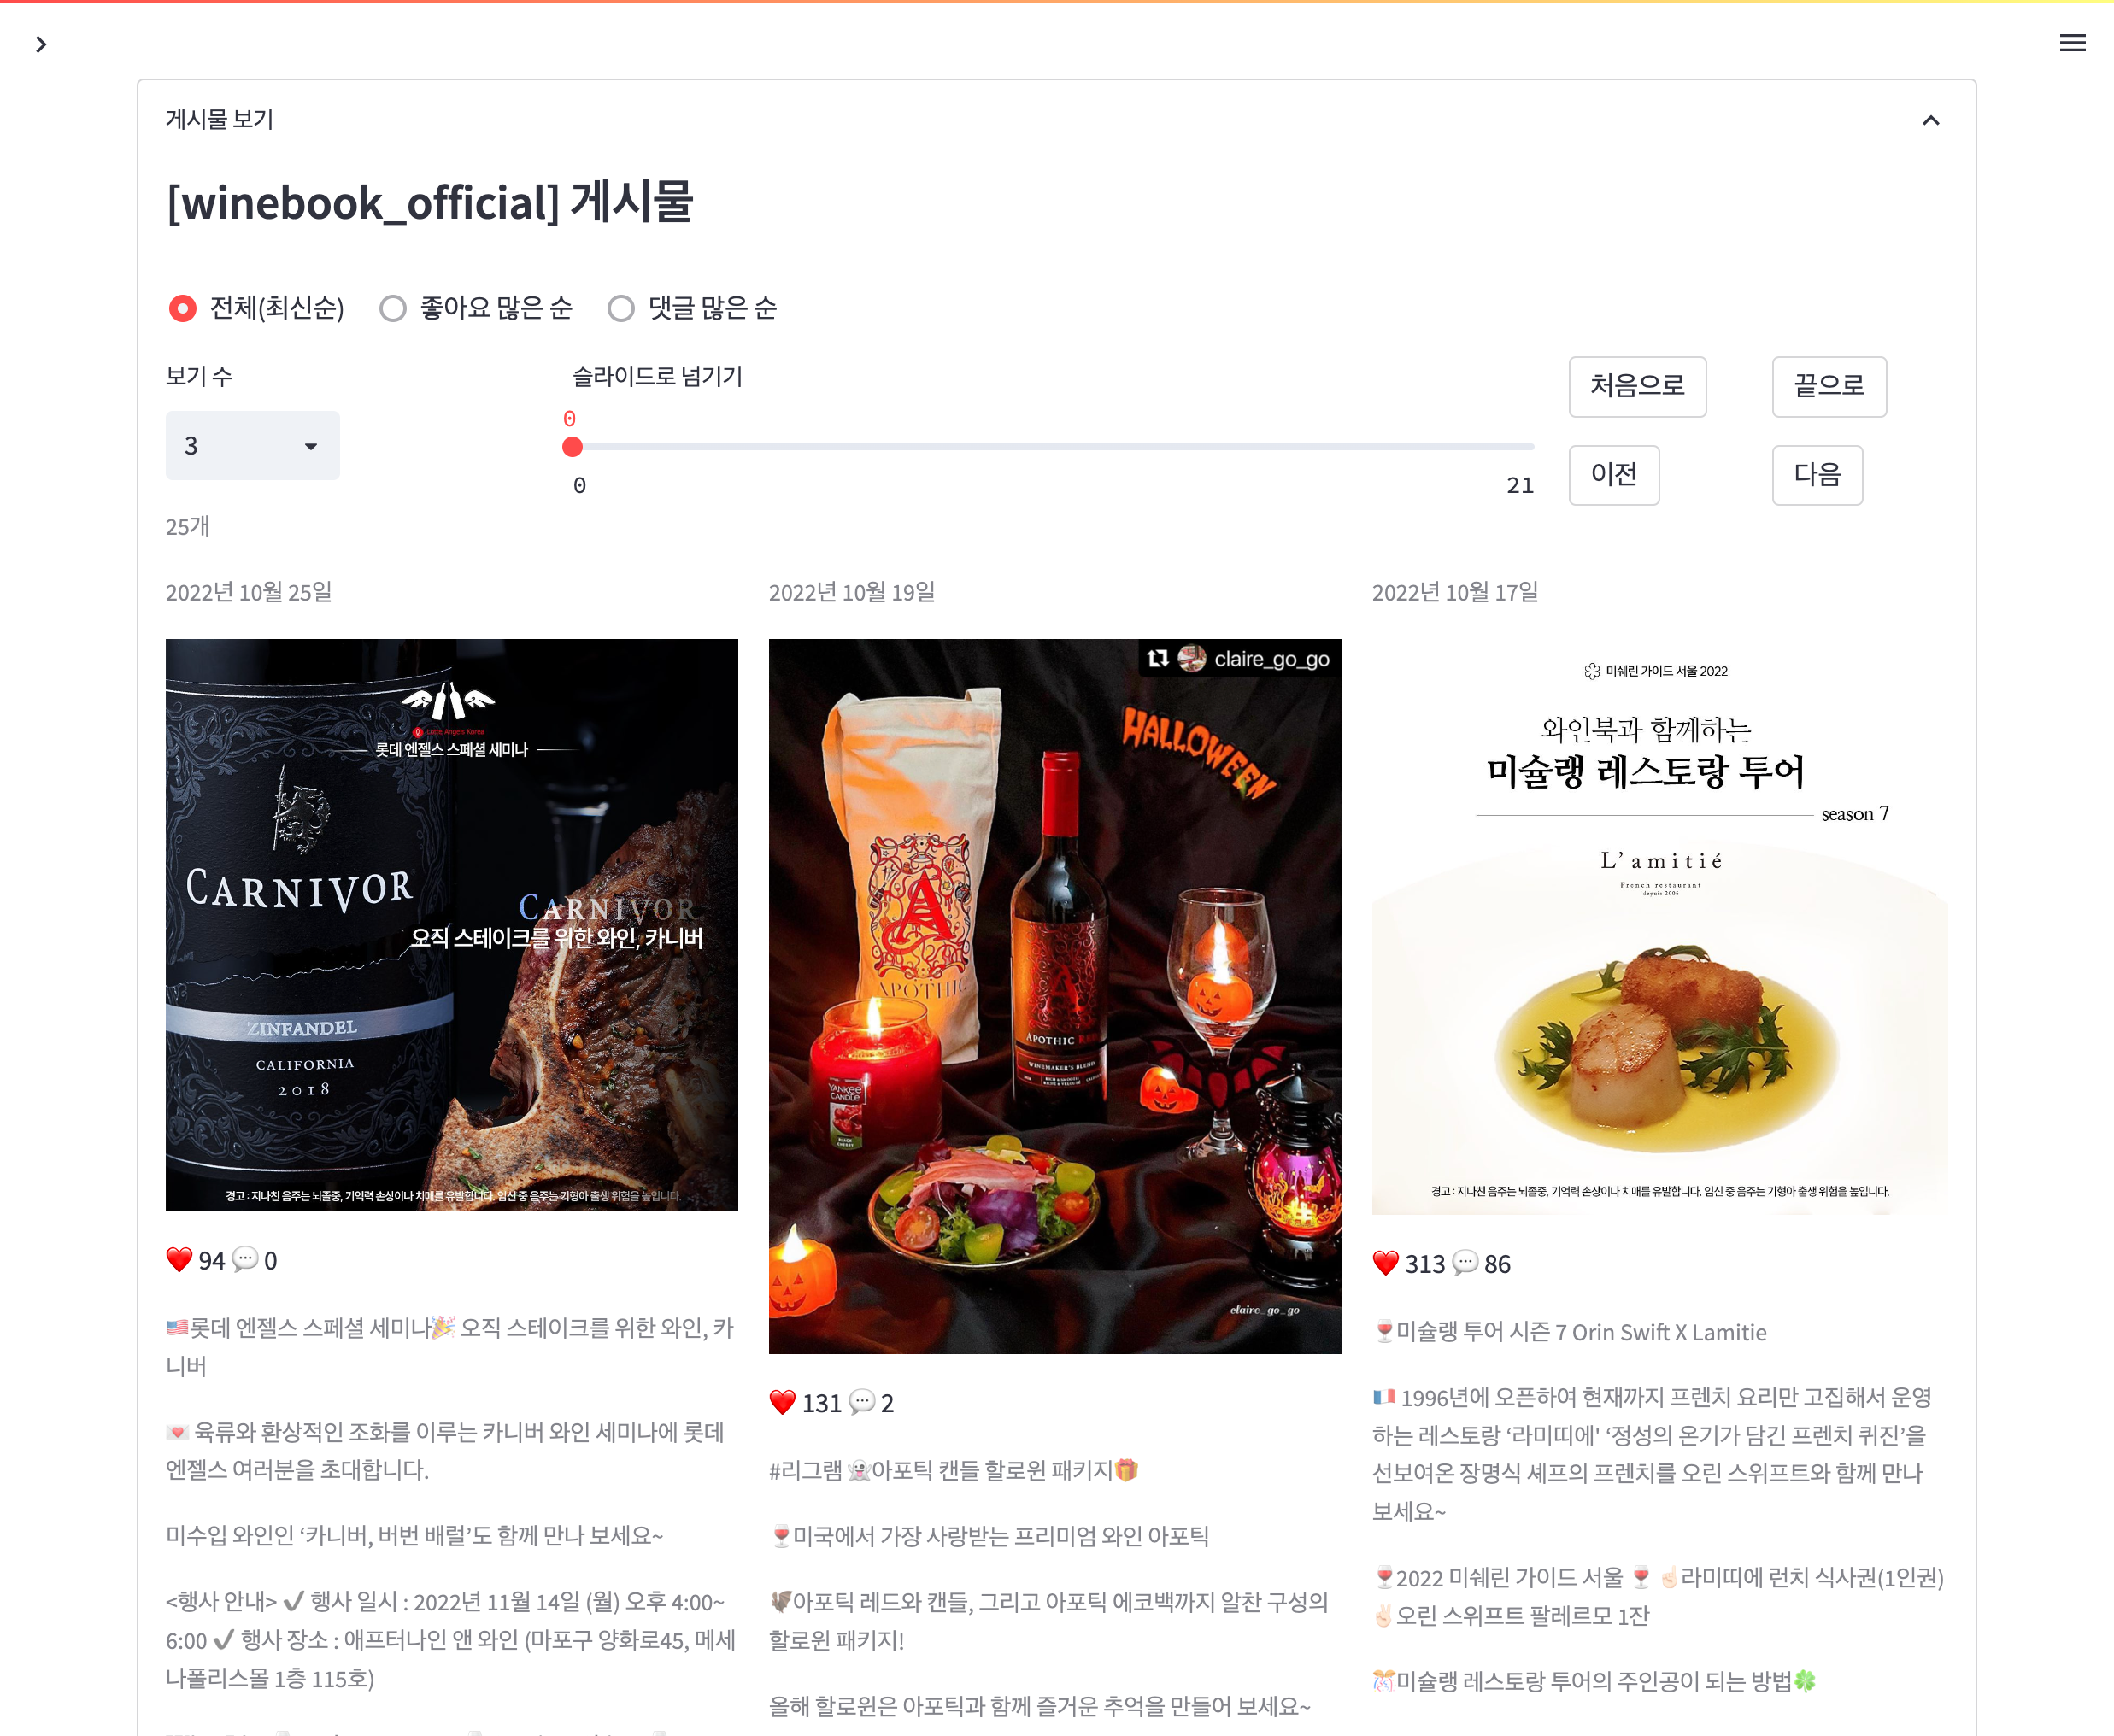 게시물 보기
[winebook_official] 게시물
전체(최신순)
좋아요 많은 순
댓글 많은 순
보기 수
슬라이드로 넘기기
처음으로
끝으로
0
3
0
21
이전
다음
25개
2022년 10월 25일
Lotte Angels Korea
롯데 엔젤스 스페셜 세미나
CARNIVOR
CARNIVOR
오직 스테이크를 위한 와인, 카니버
ZINFANDEL
CALIFORNIA
2018
경고 : 지나친 음주는 뇌졸중, 기억력 손상이나 치매를 유발합니다. 임신 중 음주는 기형아 출생 위험을 높입니다.
❤️ 94 💬 0
🇺🇸롯데 엔젤스 스페셜 세미나🎉 오직 스테이크를 위한 와인, 카
니버
💌 육류와 환상적인 조화를 이루는 카니버 와인 세미나에 롯데
엔젤스 여러분을 초대합니다.
미수입 와인인 ‘카니버, 버번 배럴’도 함께 만나 보세요~
<행사 안내> ✔️ 행사 일시 : 2022년 11월 14일 (월) 오후 4:00~
6:00 ✔️ 행사 장소 : 애프터나인 앤 와인 (마포구 양화로45, 메세
나폴리스몰 1층 115호)
2022년 10월 19일
claire_go_go
HALLOWEEN
A
APOTHIC
APOTHIC RED
WINEMAKER'S BLEND
YANKEE
CANDLE
BLACK
CHERRY
claire_go_go
❤️ 131 💬 2
#리그램 👻아포틱 캔들 할로윈 패키지🎁
🍷미국에서 가장 사랑받는 프리미엄 와인 아포틱
🦇아포틱 레드와 캔들, 그리고 아포틱 에코백까지 알찬 구성의
할로윈 패키지!
올해 할로윈은 아포틱과 함께 즐거운 추억을 만들어 보세요~
2022년 10월 17일
미쉐린 가이드 서울 2022
와인북과 함께하는
미슐랭 레스토랑 투어
season 7
L’amitié
French restaurant
depuis 2006
경고 : 지나친 음주는 뇌졸중, 기억력 손상이나 치매를 유발합니다. 임신 중 음주는 기형아 출생 위험을 높입니다.
❤️ 313 💬 86
🍷미슐랭 투어 시즌 7 Orin Swift X Lamitie
🇫🇷 1996년에 오픈하여 현재까지 프렌치 요리만 고집해서 운영
하는 레스토랑 ‘라미띠에' ‘정성의 온기가 담긴 프렌치 퀴진’을
선보여온 장명식 셰프의 프렌치를 오린 스위프트와 함께 만나
보세요~
🍷2022 미쉐린 가이드 서울 🍷 ☝🏻라미띠에 런치 식사권(1인권)
✌🏻오린 스위프트 팔레르모 1잔
🎊미슐랭 레스토랑 투어의 주인공이 되는 방법🍀